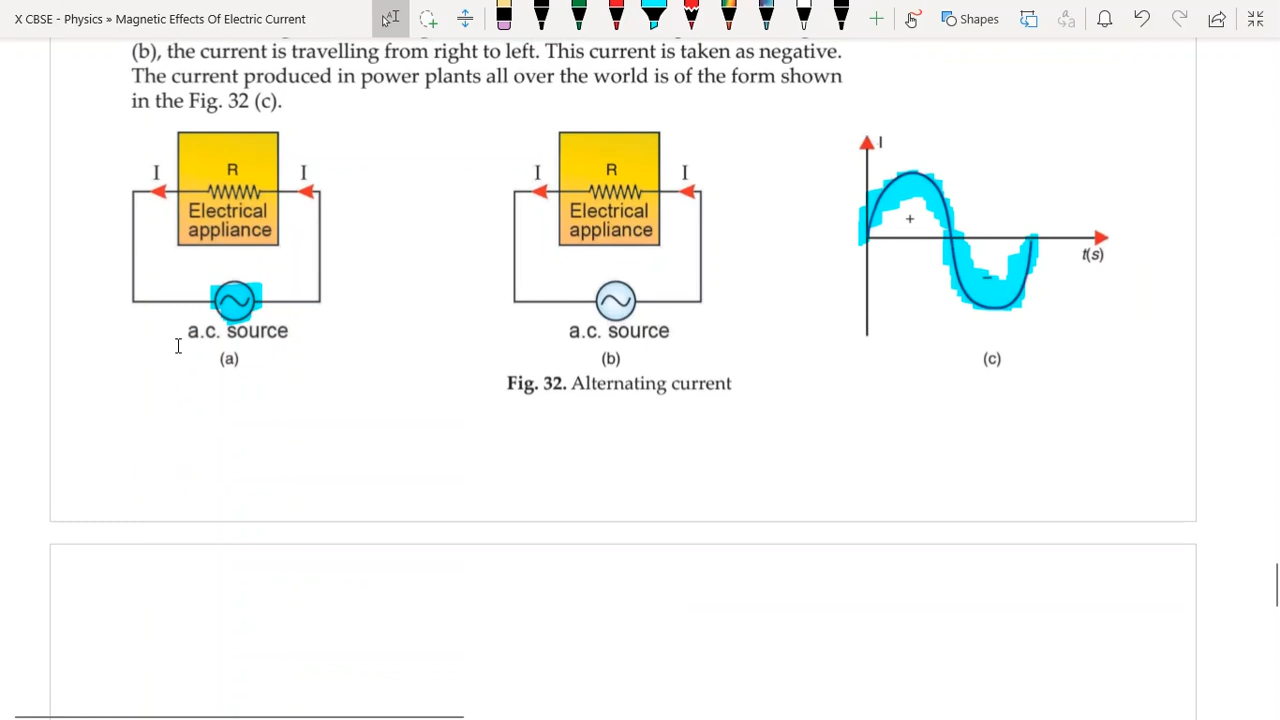 X CBSE - Physics » Magnetic Effects Of Electric Current
Shapes
(b), the current is travelling from right to left. This current is taken as negative.
The current produced in power plants all over the world is of the form shown
in the Fig. 32 (c).
I R I
Electrical
appliance
a.c. source
(a)
I R I
Electrical
appliance
a.c. source
(b)
I
+
−
t(s)
(c)
Fig. 32. Alternating current